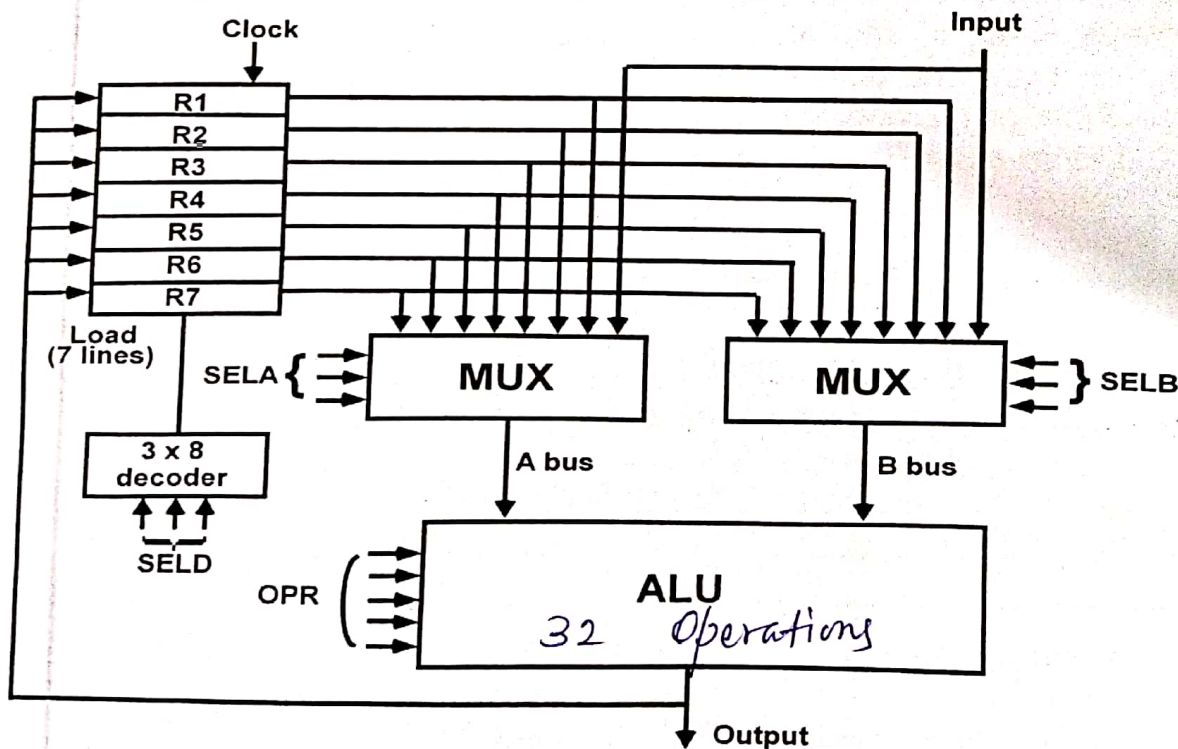 Clock
Input
R1
R2
R3
R4
R5
R6
R7
Load
(7 lines)
SELA {
MUX
MUX
} SELB
3 x 8
decoder
A bus
B bus
SELD
OPR
ALU
32 Operations
Output